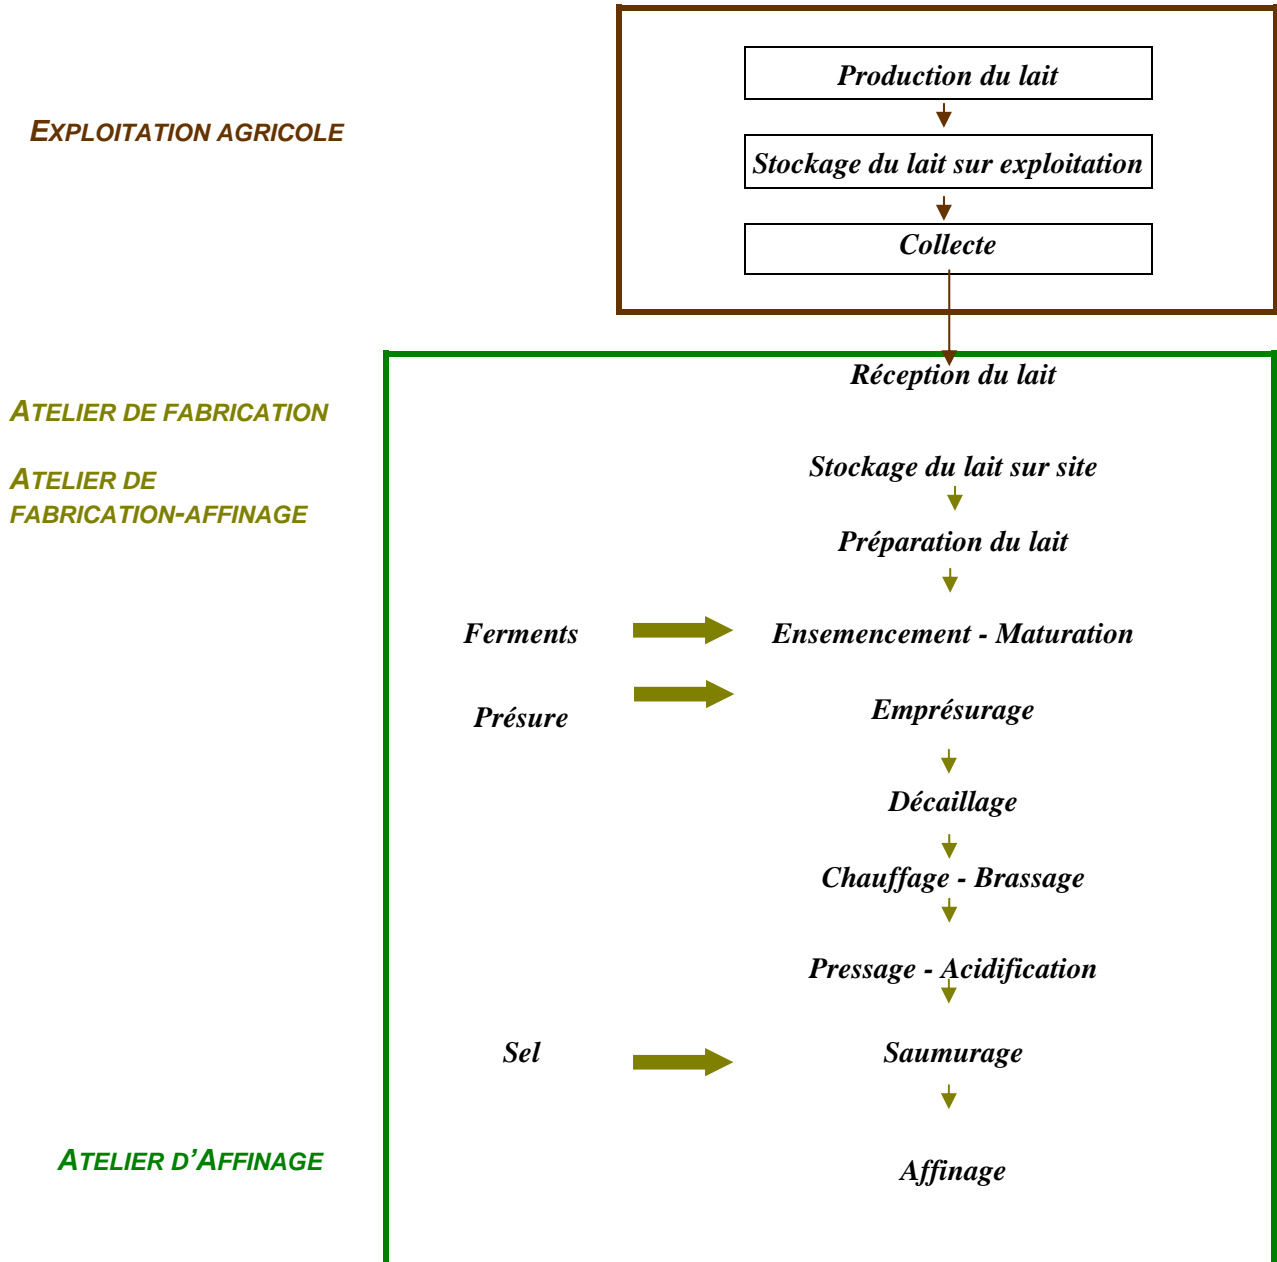 Production du lait
EXPLOITATION AGRICOLE
Stockage du lait sur exploitation
Collecte
Réception du lait
ATELIER DE FABRICATION
Stockage du lait sur site
ATELIER DE
FABRICATION-AFFINAGE
Préparation du lait
Ferments
Ensemencement - Maturation
Présure
Emprésurage
Décaillage
Chauffage - Brassage
Pressage - Acidification
Sel
Saumurage
ATELIER D’AFFINAGE
Affinage